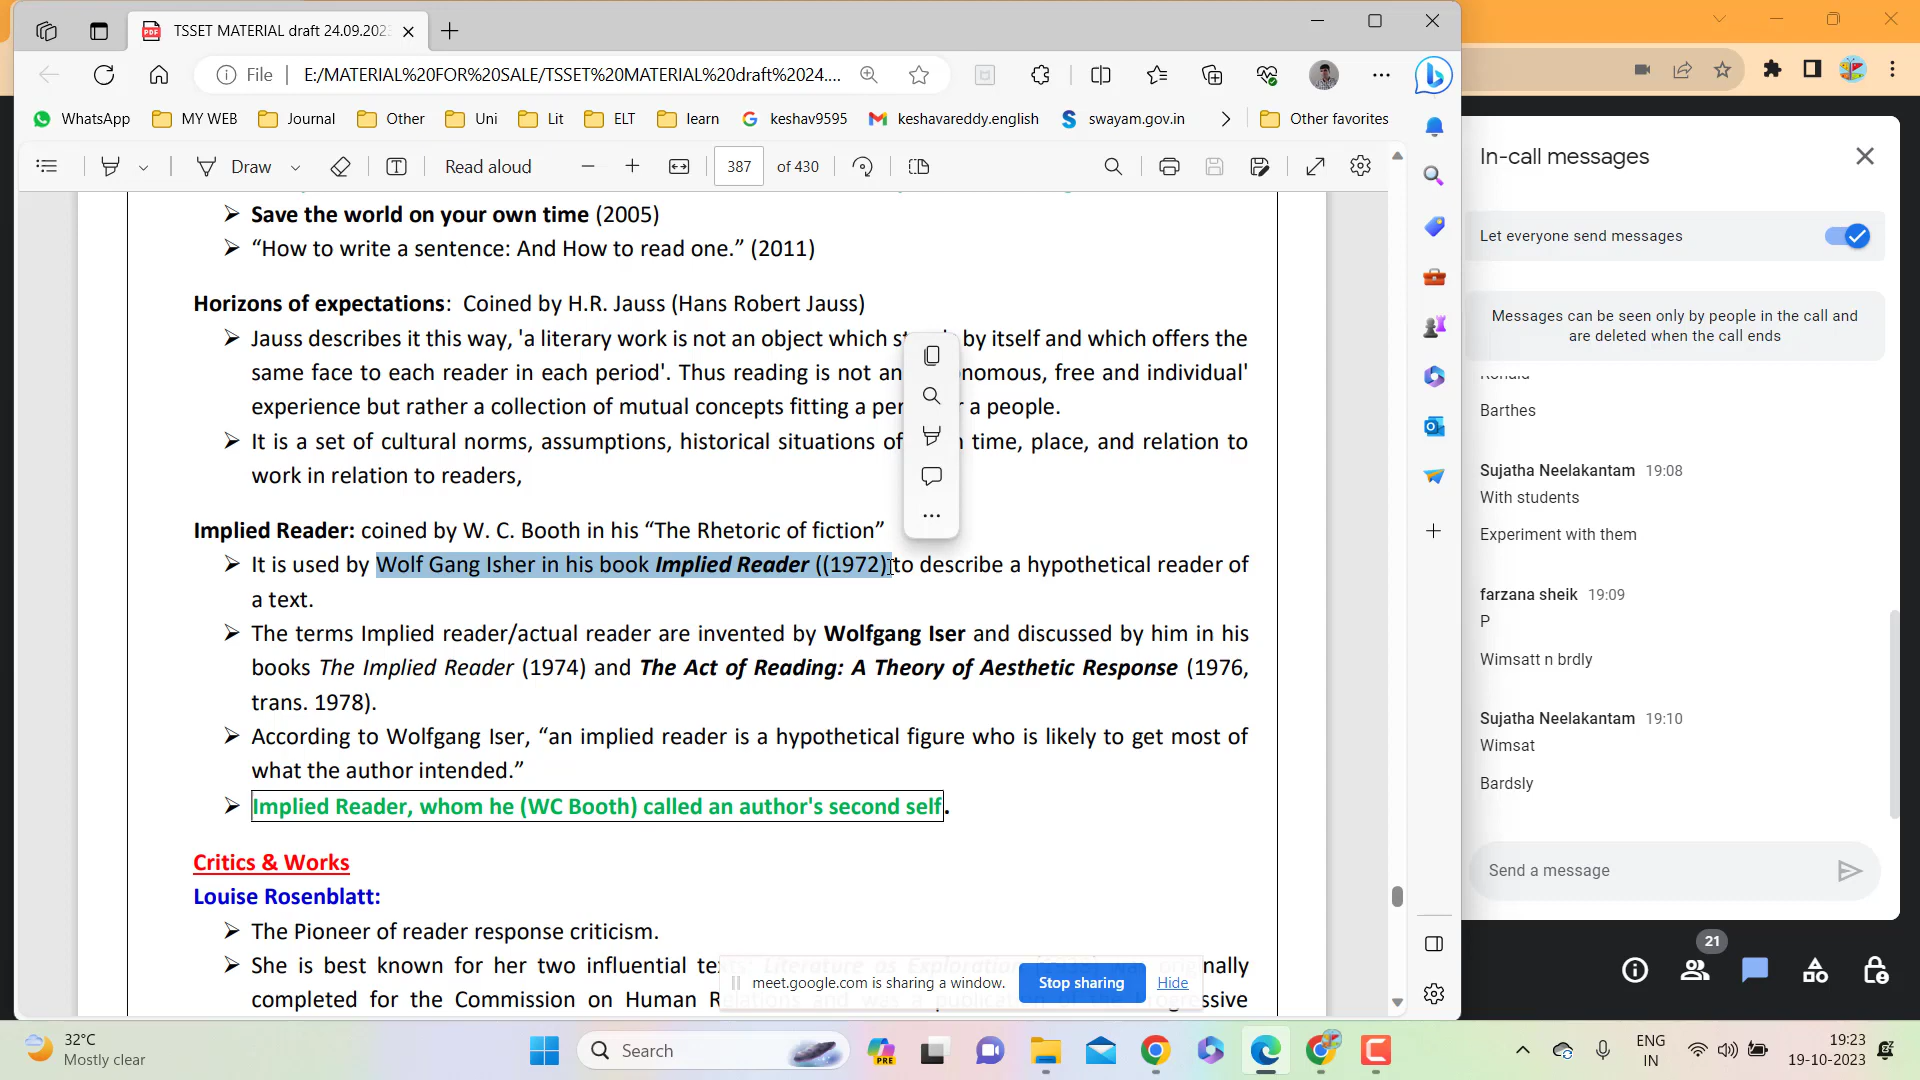 TSSET MATERIAL draft 24.09.202
File
E:/MATERIAL%20FOR%20SALE/TSSET%20MATERIAL%20draft%2024....
WhatsApp
MY WEB
Journal
Other
Uni
Lit
ELT
learn
keshav9595
keshavareddy.english
swayam.gov.in
Other favorites
Draw
Read aloud
387
of 430
Save the world on your own time (2005)
“How to write a sentence: And How to read one.” (2011)
Horizons of expectations: Coined by H.R. Jauss (Hans Robert Jauss)
Jauss describes it this way, 'a literary work is not an object which by itself and which offers the
same face to each reader in each period'. Thus reading is not an free and individual'
experience but rather a collection of mutual concepts fitting a a people.
It is a set of cultural norms, assumptions, historical situations of time, place, and relation to
work in relation to readers,
Implied Reader: coined by W. C. Booth in his “The Rhetoric of fiction”
It is used by Wolf Gang Isher in his book Implied Reader ((1972) to describe a hypothetical reader of
a text.
The terms Implied reader/actual reader are invented by Wolfgang Iser and discussed by him in his
books The Implied Reader (1974) and The Act of Reading: A Theory of Aesthetic Response (1976,
trans. 1978).
According to Wolfgang Iser, “an implied reader is a hypothetical figure who is likely to get most of
what the author intended.”
Implied Reader, whom he (WC Booth) called an author's second self.
Critics & Works
Louise Rosenblatt:
The Pioneer of reader response criticism.
She is best known for her two influential
completed for the Commission on Human
meet.google.com is sharing a window.
Stop sharing
Hide
In-call messages
Let everyone send messages
Messages can be seen only by people in the call and
are deleted when the call ends
Barthes
Sujatha Neelakantam 19:08
With students
Experiment with them
farzana sheik 19:09
P
Wimsatt n brdly
Sujatha Neelakantam 19:10
Wimsat
Bardsly
Send a message
21
32°C
Mostly clear
Search
PRE
ENG
IN
19:23
19-10-2023